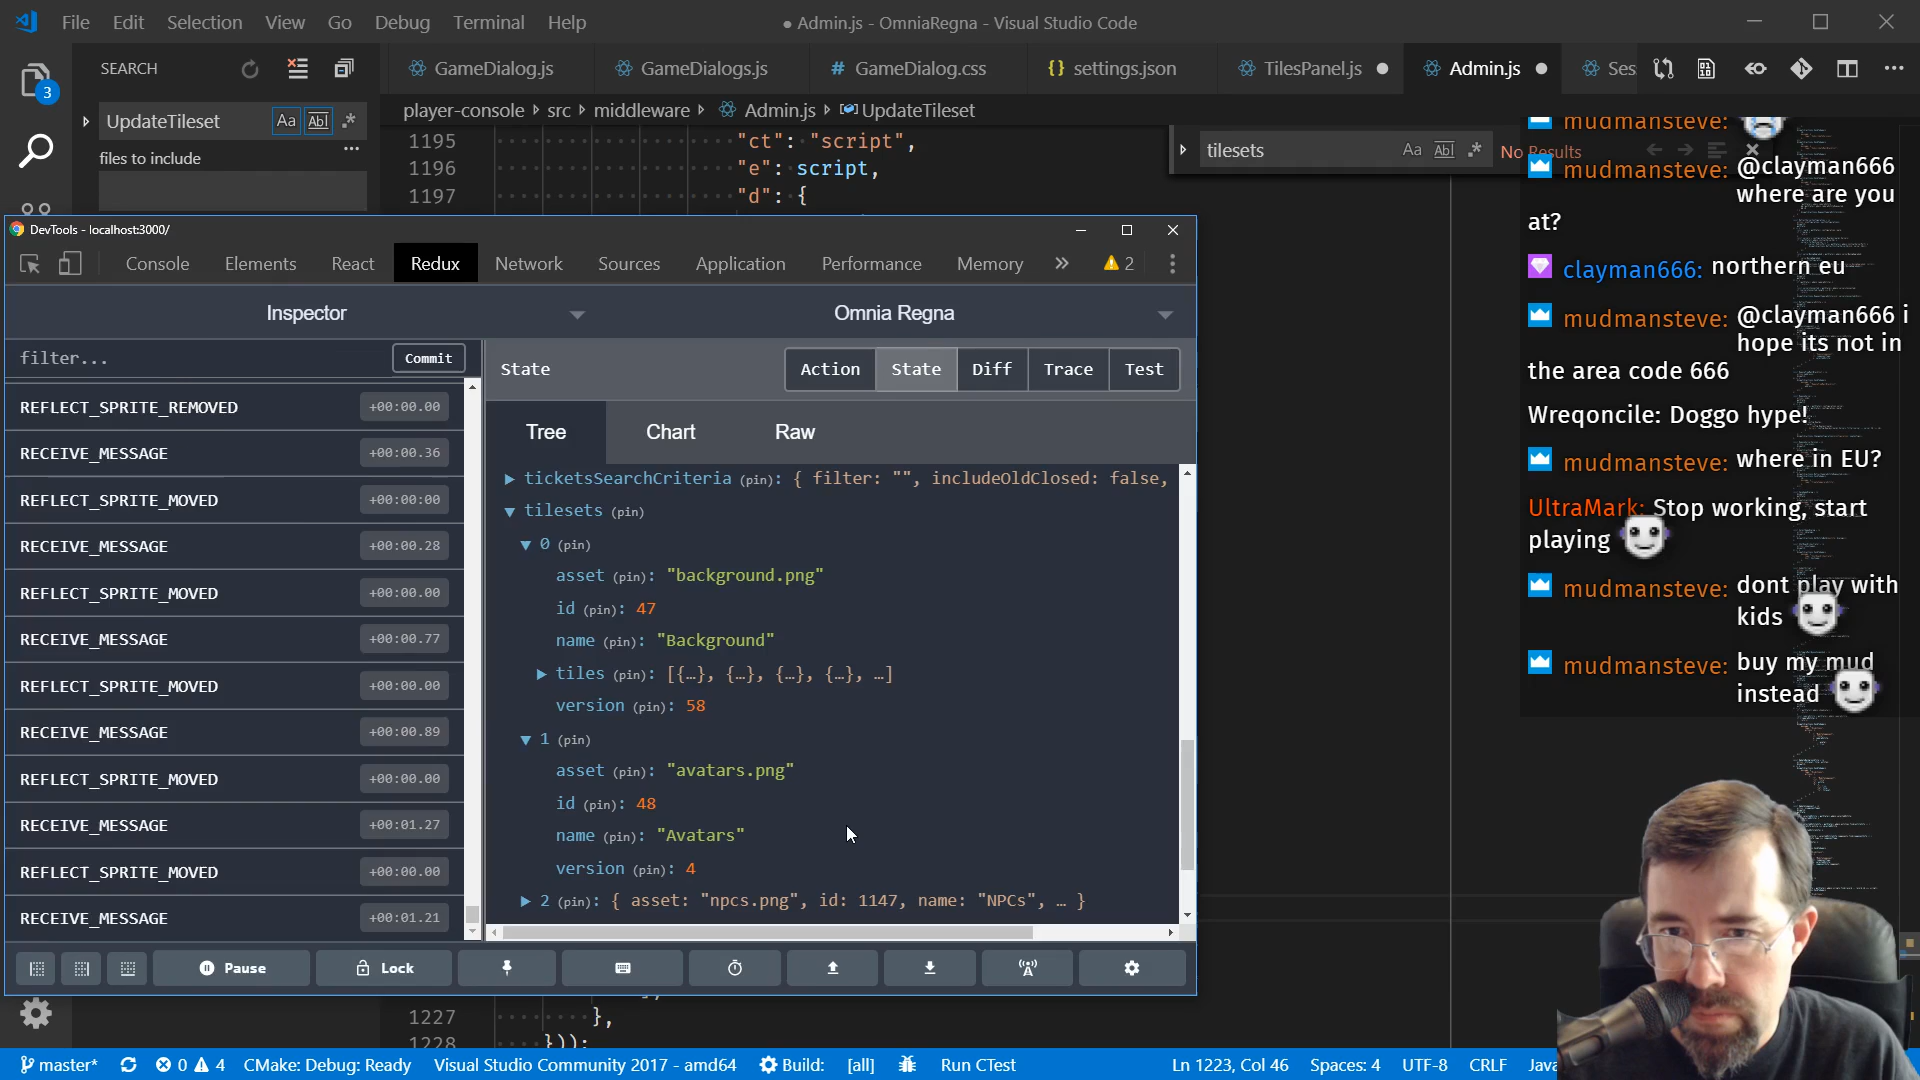 File Edit Selection View Go Debug Terminal Help
● Admin.js - OmniaRegna - Visual Studio Code
SEARCH
GameDialog.js
GameDialogs.js
# GameDialog.css
{} settings.json
TilesPanel.js ●
Admin.js ●
Ses
3
UpdateTileset Aa Abl .*
player-console › src › middleware › Admin.js › UpdateTileset
files to include ...
1195 "ct": "script",
1196 "e": script,
1197 "d": {
tilesets Aa Abl .* No Results
DevTools - localhost:3000/
Console Elements React Redux Network Sources Application Performance Memory » 2
Inspector
Omnia Regna
filter... Commit
State
Action State Diff Trace Test
Tree Chart Raw
REFLECT_SPRITE_REMOVED +00:00.00
RECEIVE_MESSAGE +00:00.36
REFLECT_SPRITE_MOVED +00:00:00
RECEIVE_MESSAGE +00:00.28
REFLECT_SPRITE_MOVED +00:00.00
RECEIVE_MESSAGE +00:00.77
REFLECT_SPRITE_MOVED +00:00.00
RECEIVE_MESSAGE +00:00.89
REFLECT_SPRITE_MOVED +00:00.00
RECEIVE_MESSAGE +00:01.27
REFLECT_SPRITE_MOVED +00:00.00
RECEIVE_MESSAGE +00:01.21
ticketsSearchCriteria (pin): { filter: "", includeOldClosed: false,
tilesets (pin)
0 (pin)
asset (pin): "background.png"
id (pin): 47
name (pin): "Background"
tiles (pin): [{…}, {…}, {…}, {…}, …]
version (pin): 58
1 (pin)
asset (pin): "avatars.png"
id (pin): 48
name (pin): "Avatars"
version (pin): 4
2 (pin): { asset: "npcs.png", id: 1147, name: "NPCs", … }
Pause Lock
1227 },
1228 }));
mudmansteve:
mudmansteve: @clayman666
where are you
at?
clayman666: northern eu
mudmansteve: @clayman666 i
hope its not in
the area code 666
Wreqoncile: Doggo hype!
mudmansteve: where in EU?
UltraMark: Stop working, start
playing
mudmansteve: dont play with
kids
mudmansteve: buy my mud
instead
master* 0 4 CMake: Debug: Ready Visual Studio Community 2017 - amd64 Build: [all] Run CTest Ln 1223, Col 46 Spaces: 4 UTF-8 CRLF Java